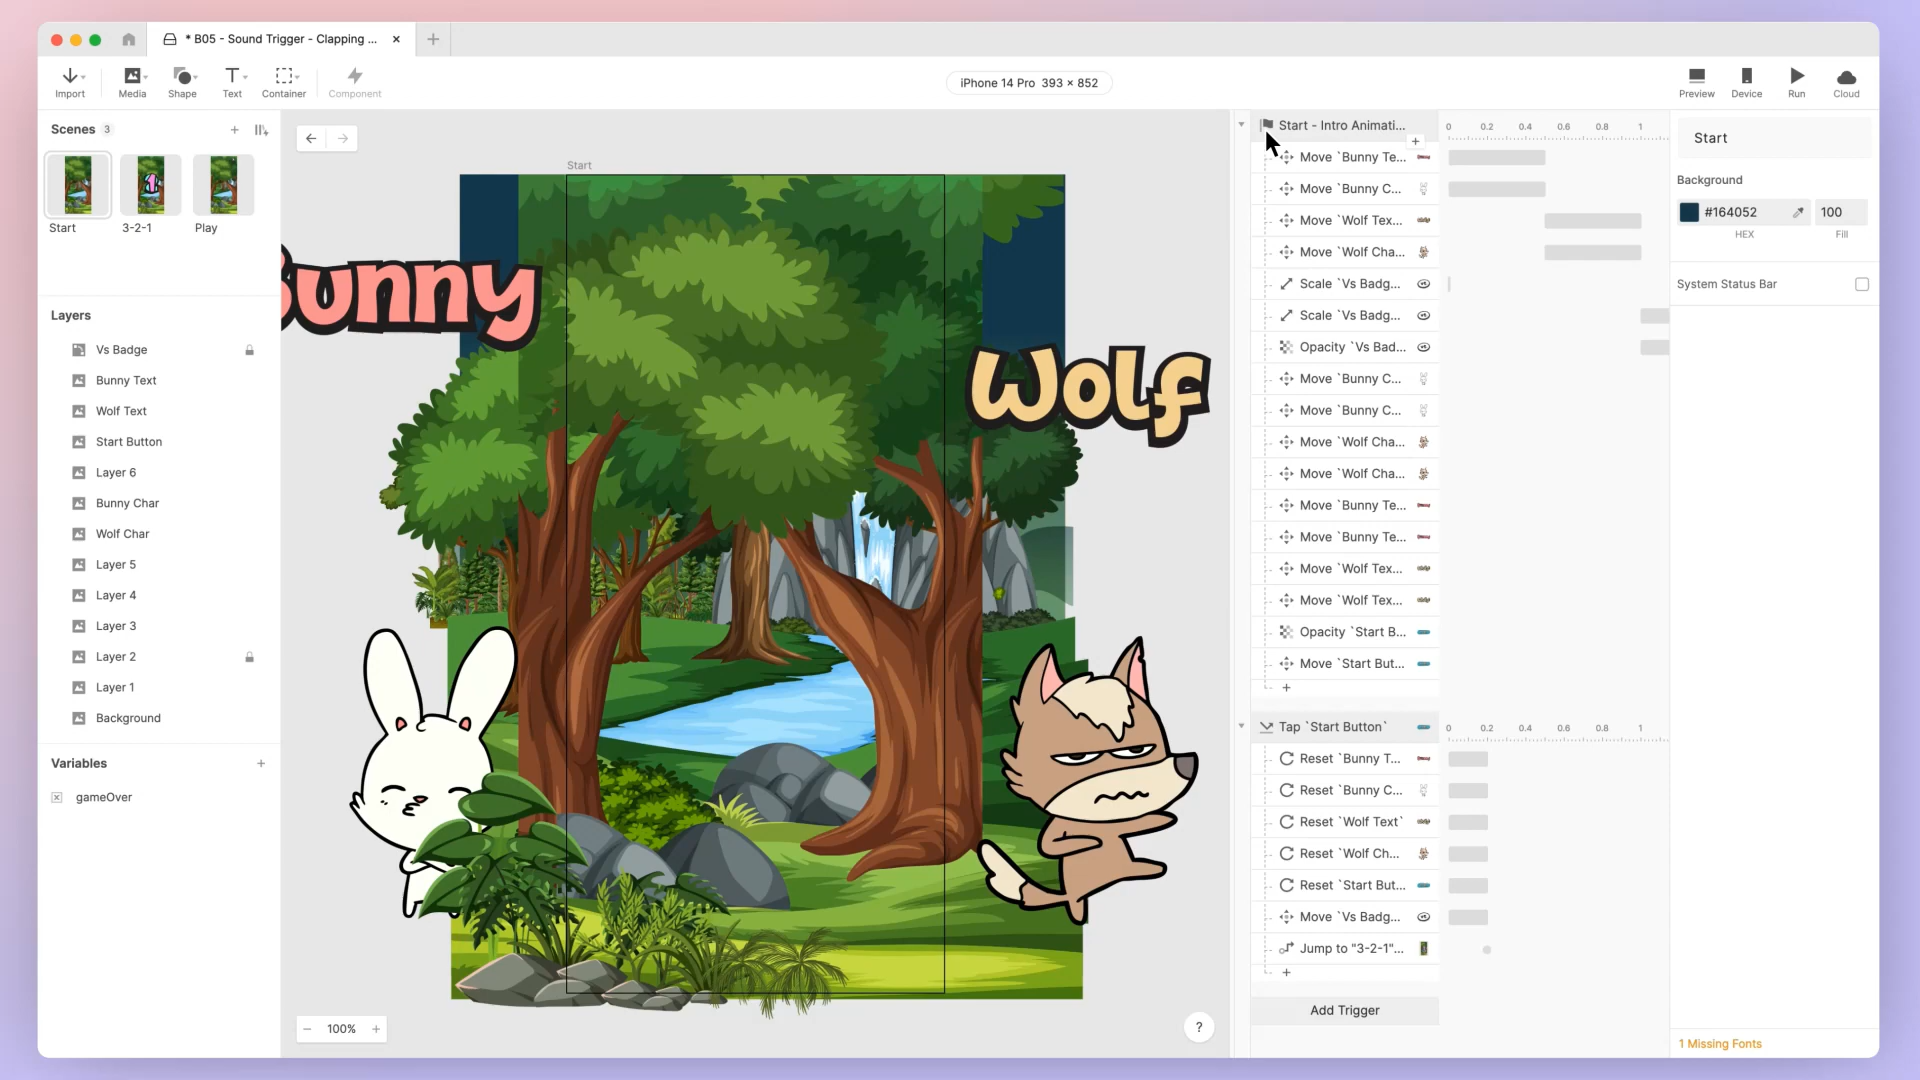 * B05 - Sound Trigger - Clapping ...
Import
Media
Shape
Text
Container
Component
iPhone 14 Pro 393 × 852
Preview
Device
Run
Cloud
Scenes 3
Start
3-2-1
Play
Layers
Vs Badge
Bunny Text
Wolf Text
Start Button
Layer 6
Bunny Char
Wolf Char
Layer 5
Layer 4
Layer 3
Layer 2
Layer 1
Background
Variables
gameOver
Start
Bunny
Wolf
100%
?
Start - Intro Animati...
0 0.2 0.4 0.6 0.8 1
Move `Bunny Te...
Move `Bunny C...
Move `Wolf Tex...
Move `Wolf Cha...
Scale `Vs Badg...
Scale `Vs Badg...
Opacity `Vs Bad...
Move `Bunny C...
Move `Bunny C...
Move `Wolf Cha...
Move `Wolf Cha...
Move `Bunny Te...
Move `Bunny Te...
Move `Wolf Tex...
Move `Wolf Tex...
Opacity `Start B...
Move `Start But...
Tap `Start Button`
0 0.2 0.4 0.6 0.8 1
Reset `Bunny T...
Reset `Bunny C...
Reset `Wolf Text`
Reset `Wolf Ch...
Reset `Start But...
Move `Vs Badg...
Jump to "3-2-1"...
Add Trigger
Start
Background
#164052 100
HEX Fill
System Status Bar
1 Missing Fonts